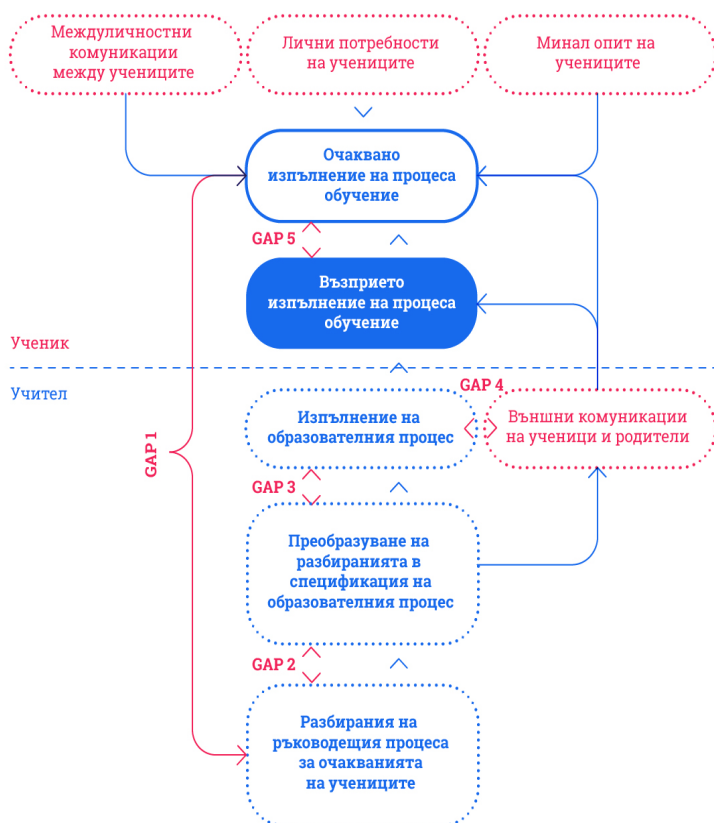 Междуличностни
комуникации
между учениците
Лични потребности
на учениците
Минал опит на
учениците
Очаквано
изпълнение на процеса
обучение
GAP 5
Възприето
изпълнение на процеса
обучение
Ученик
Учител
GAP 4
Изпълнение на
образователния процес
Външни комуникации
на ученици и родители
GAP 1
GAP 3
Преобразуване на
разбиранията в
спецификация на
образователния процес
GAP 2
Разбирания на
ръководещия процеса
за очакванията
на учениците